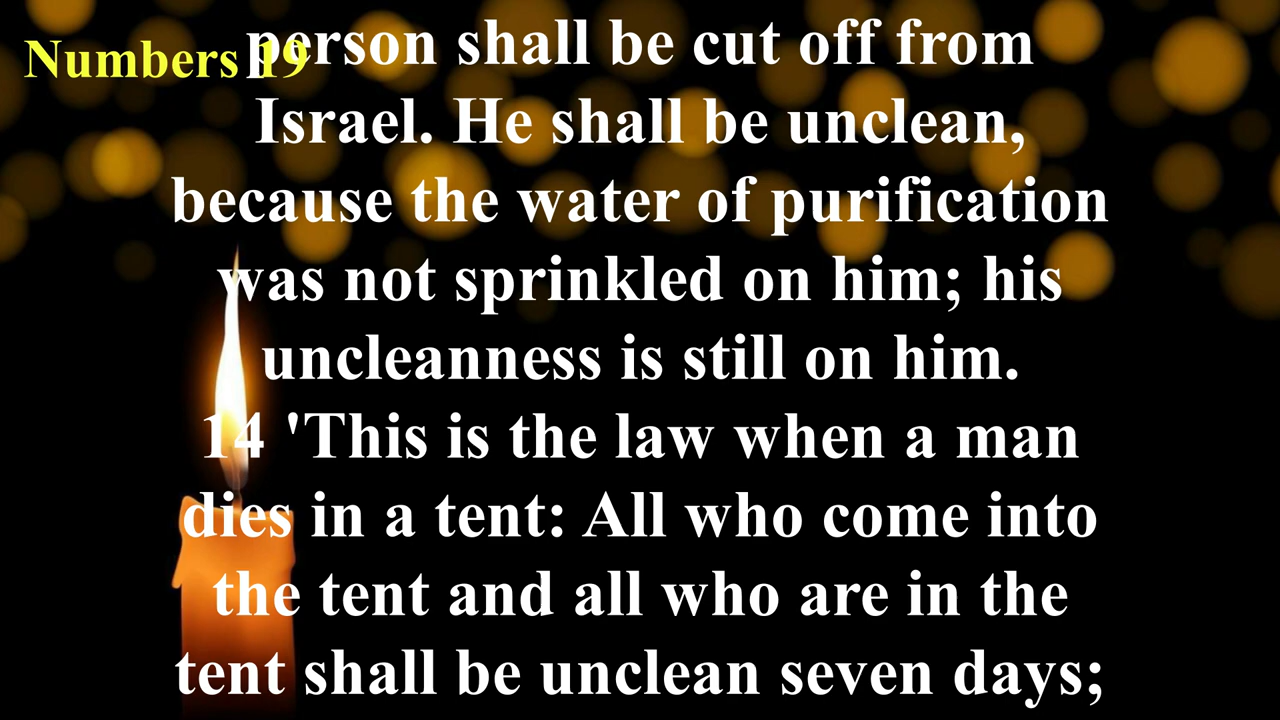 Numbers 19
person shall be cut off from
Israel. He shall be unclean,
because the water of purification
was not sprinkled on him; his
uncleanness is still on him.
14 'This is the law when a man
dies in a tent: All who come into
the tent and all who are in the
tent shall be unclean seven days;